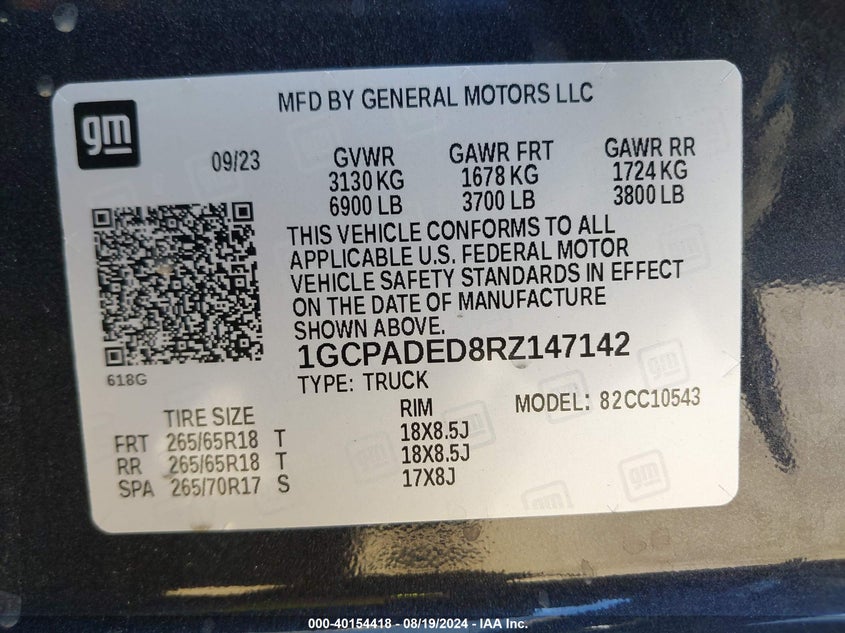 gm
MFD BY GENERAL MOTORS LLC
09/23 GVWR GAWR FRT GAWR RR
3130 KG 1678 KG 1724 KG
6900 LB 3700 LB 3800 LB
THIS VEHICLE CONFORMS TO ALL
APPLICABLE U.S. FEDERAL MOTOR
VEHICLE SAFETY STANDARDS IN EFFECT
ON THE DATE OF MANUFACTURE
SHOWN ABOVE.
1GCPADED8RZ147142
618G
TYPE: TRUCK
TIRE SIZE RIM MODEL: 82CC10543
FRT 265/65R18 T 18X8.5J
RR 265/65R18 T 18X8.5J
SPA 265/70R17 S 17X8J
gm
000-40154418 - 08/19/2024 - IAA Inc.